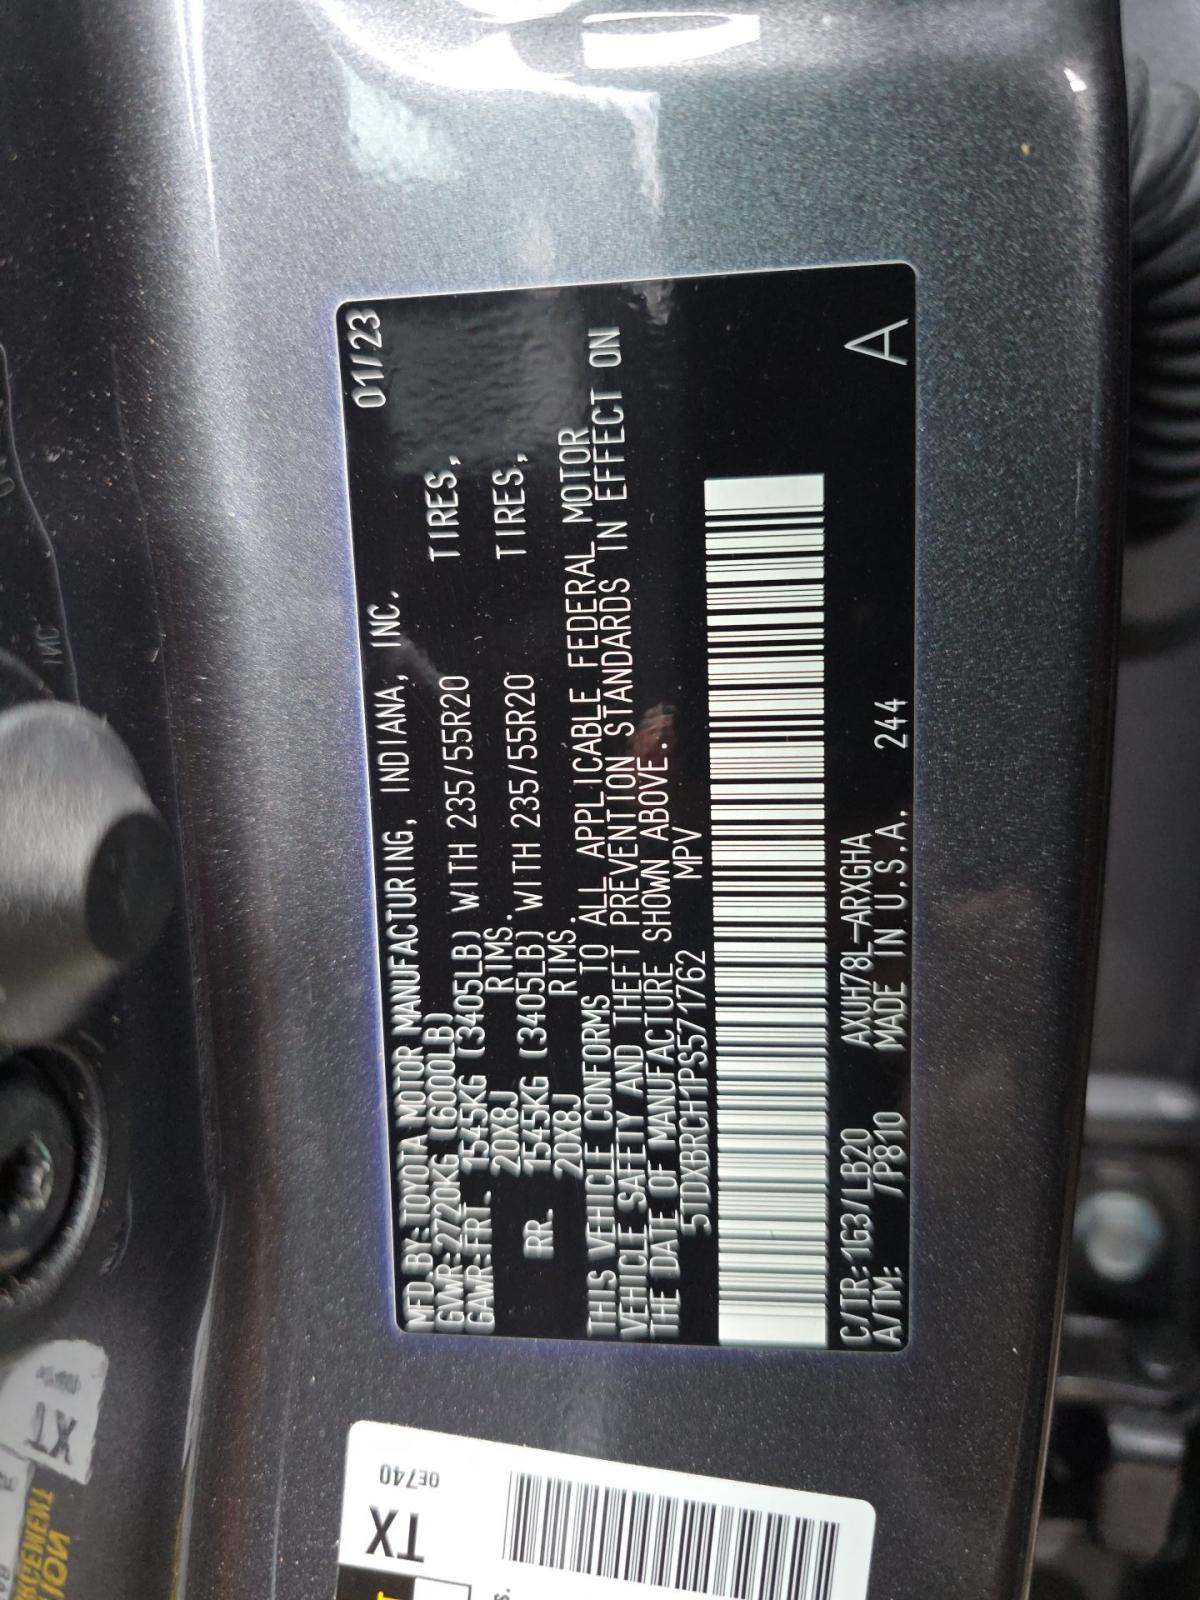 01/23
MFD.BY:TOYOTA MOTOR MANUFACTURING, INDIANA, INC.
GVWR:2720KG (6000LB)
GAWR:FRT. 1545KG (3405LB) WITH 235/55R20 TIRES,
20X8J RIMS.
RR. 1545KG (3405LB) WITH 235/55R20 TIRES,
20X8J RIMS.
THIS VEHICLE CONFORMS TO ALL APPLICABLE FEDERAL MOTOR
VEHICLE SAFETY AND THEFT PREVENTION STANDARDS IN EFFECT ON
THE DATE OF MANUFACTURE SHOWN ABOVE.
5TDXBRCH1PS571762 MPV
C/TR:1G3/LB20 AXUH78L-ARXGHA
A/TM: /P810 MADE IN U.S.A. 244
A
0E740
TX
XT
INC